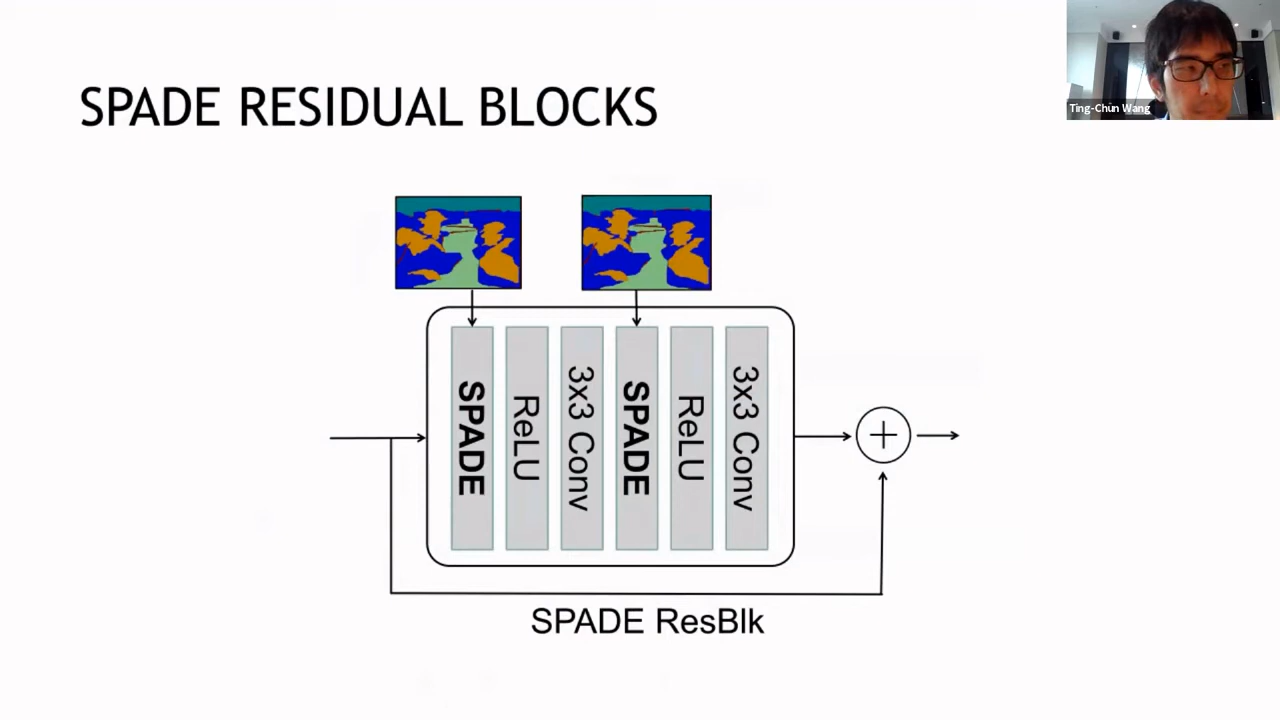 SPADE RESIDUAL BLOCKS
Ting-Chun Wang
SPADE
ReLU
3x3 Conv
SPADE
ReLU
3x3 Conv
SPADE ResBlk